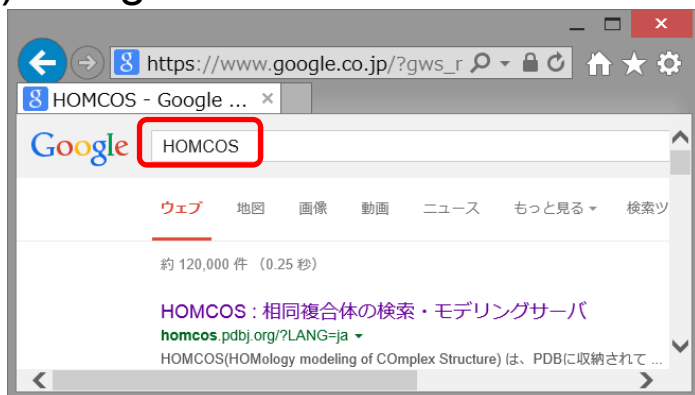 https://www.google.co.jp/?gws_r
HOMCOS - Google ...
Google HOMCOS
ウェブ 地図 画像 動画 ニュース もっと見る 検索ツ
約 120,000 件 (0.25 秒)
HOMCOS : 相同複合体の検索・モデリングサーバ
homcos.pdbj.org/?LANG=ja
HOMCOS(HOMology modeling of COmplex Structure) は、PDBに収納されて ...